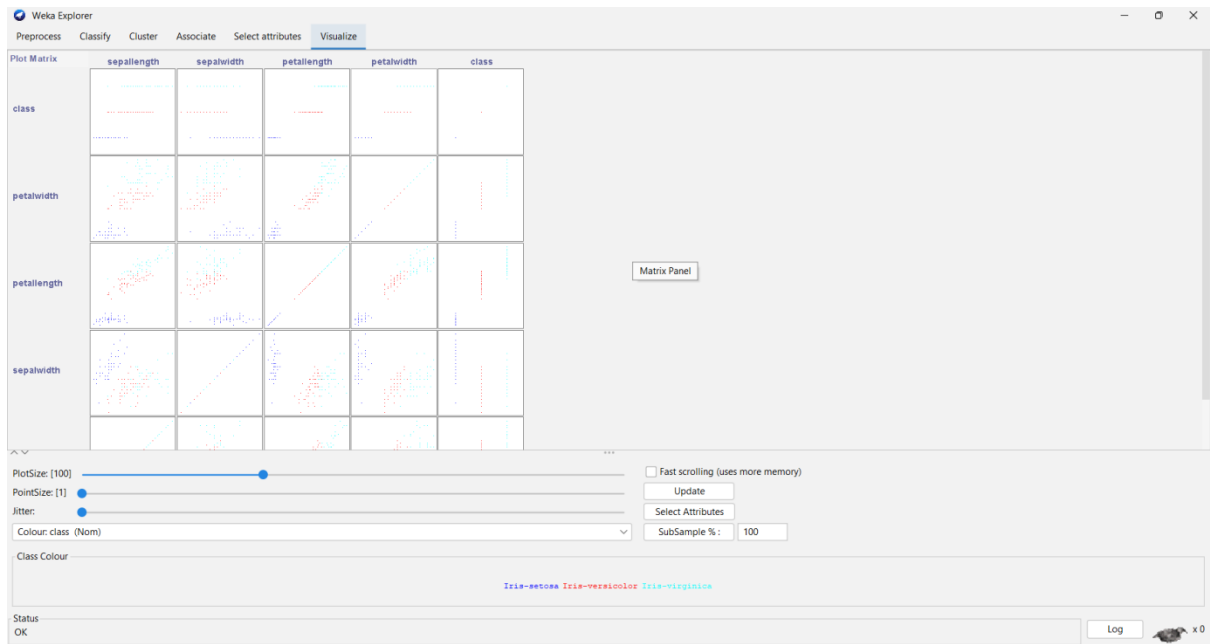 Weka Explorer
Preprocess Classify Cluster Associate Select attributes Visualize
Plot Matrix sepallength sepalwidth petallength petalwidth class
class
petalwidth
petallength
Matrix Panel
sepalwidth
PlotSize: [100] Fast scrolling (uses more memory)
PointSize: [1] Update
Jitter: Select Attributes
Colour: class (Nom) SubSample % : 100
Class Colour
Iris-setosa Iris-versicolor Iris-virginica
Status
OK Log x 0